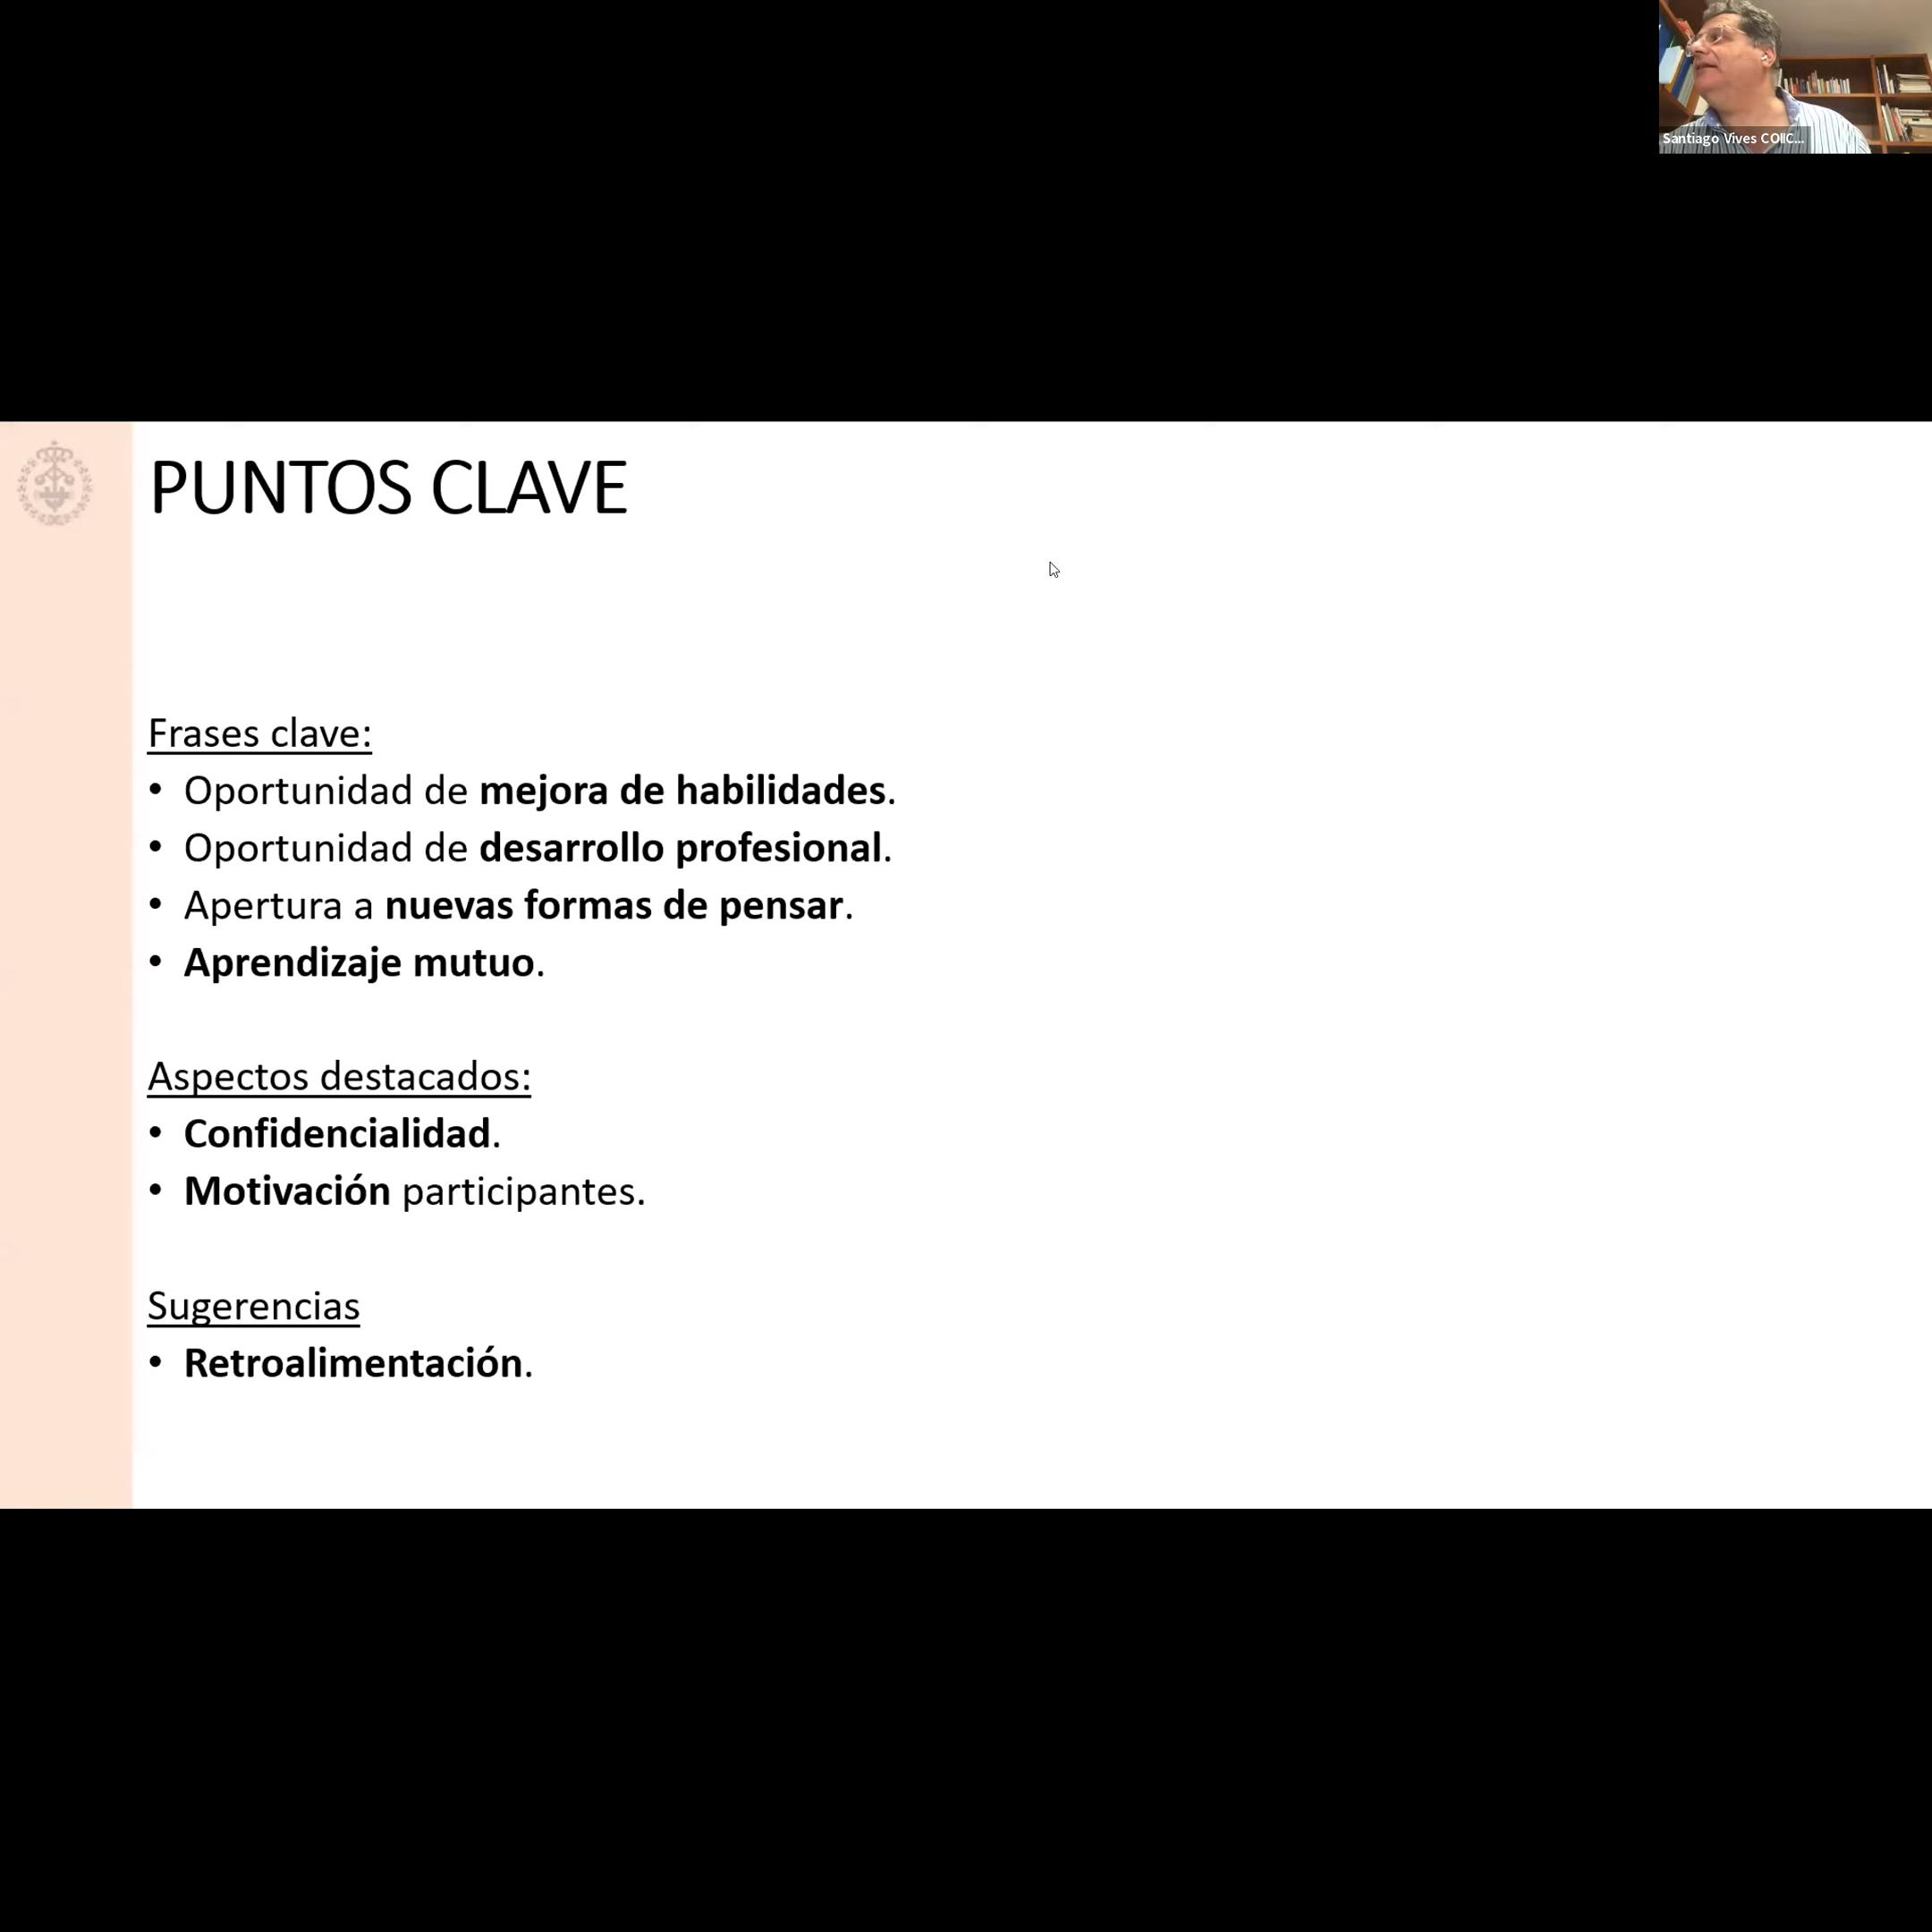 Santiago Vives COIIC...
PUNTOS CLAVE
Frases clave:
• Oportunidad de mejora de habilidades.
• Oportunidad de desarrollo profesional.
• Apertura a nuevas formas de pensar.
• Aprendizaje mutuo.
Aspectos destacados:
• Confidencialidad.
• Motivación participantes.
Sugerencias
• Retroalimentación.